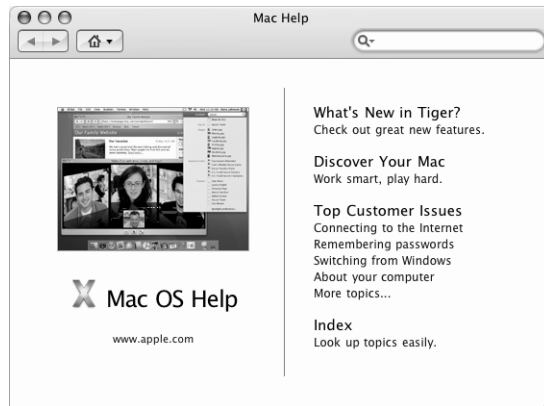 Mac Help
Mac OS Help
www.apple.com
What's New in Tiger?
Check out great new features.
Discover Your Mac
Work smart, play hard.
Top Customer Issues
Connecting to the Internet
Remembering passwords
Switching from Windows
About your computer
More topics...
Index
Look up topics easily.